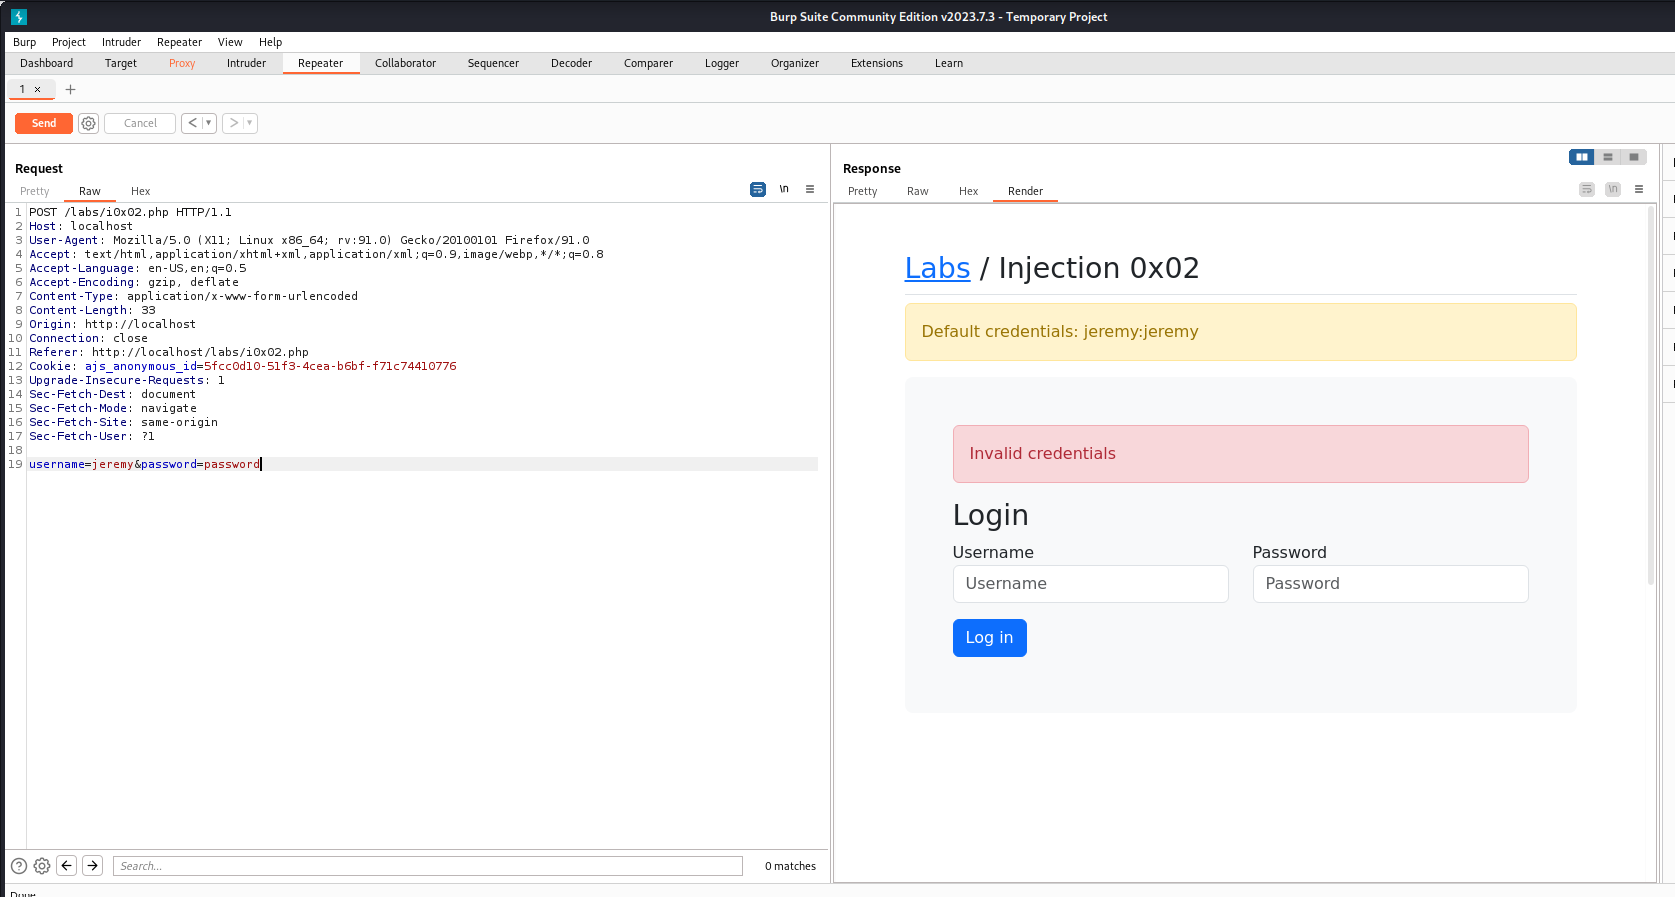 Burp Suite Community Edition v2023.7.3 - Temporary Project
Burp Project Intruder Repeater View Help
Dashboard Target Proxy Intruder Repeater Collaborator Sequencer Decoder Comparer Logger Organizer Extensions Learn
1 × +
Send Cancel < >
Request
Pretty Raw Hex \n
1 POST /labs/i0x02.php HTTP/1.1
2 Host: localhost
3 User-Agent: Mozilla/5.0 (X11; Linux x86_64; rv:91.0) Gecko/20100101 Firefox/91.0
4 Accept: text/html,application/xhtml+xml,application/xml;q=0.9,image/webp,*/*;q=0.8
5 Accept-Language: en-US,en;q=0.5
6 Accept-Encoding: gzip, deflate
7 Content-Type: application/x-www-form-urlencoded
8 Content-Length: 33
9 Origin: http://localhost
10 Connection: close
11 Referer: http://localhost/labs/i0x02.php
12 Cookie: ajs_anonymous_id=5fcc0d10-51f3-4cea-b6bf-f71c74410776
13 Upgrade-Insecure-Requests: 1
14 Sec-Fetch-Dest: document
15 Sec-Fetch-Mode: navigate
16 Sec-Fetch-Site: same-origin
17 Sec-Fetch-User: ?1
18
19 username=jeremy&password=password
Search... 0 matches
Done
Response
Pretty Raw Hex Render \n
Labs / Injection 0x02
Default credentials: jeremy:jeremy
Invalid credentials
Login
Username Password
Username Password
Log in